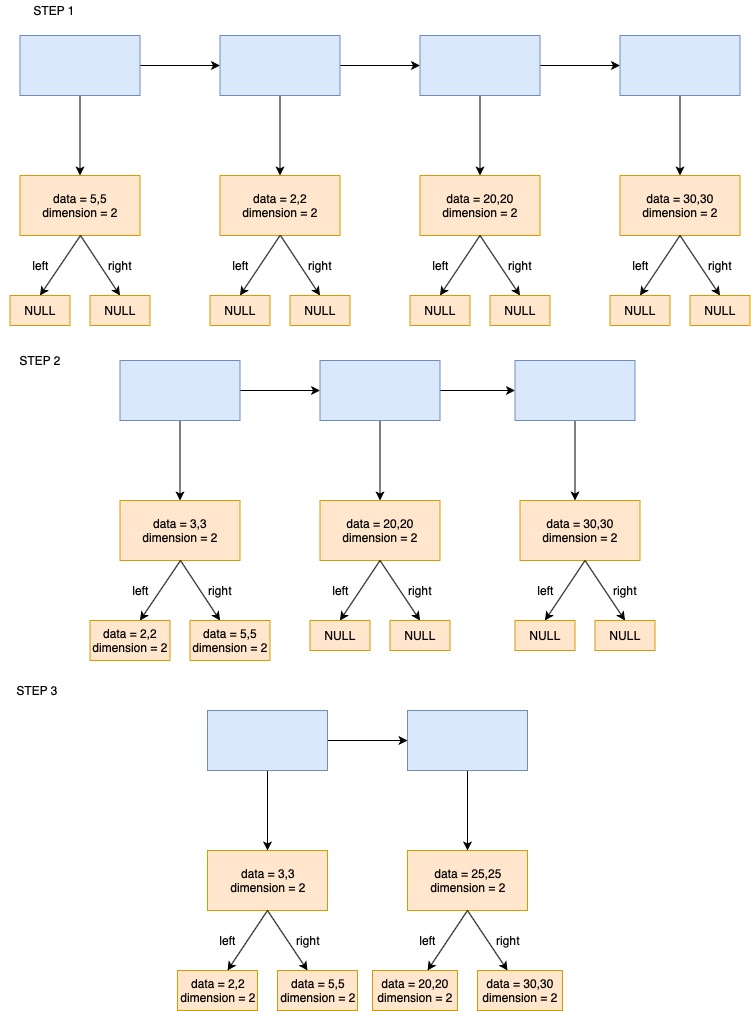 STEP 1
data = 5,5
dimension = 2
data = 2,2
dimension = 2
data = 20,20
dimension = 2
data = 30,30
dimension = 2
left
right
left
right
left
right
left
right
NULL
NULL
NULL
NULL
NULL
NULL
NULL
NULL
STEP 2
data = 3,3
dimension = 2
data = 20,20
dimension = 2
data = 30,30
dimension = 2
left
right
left
right
left
right
data = 2,2
dimension = 2
data = 5,5
dimension = 2
NULL
NULL
NULL
NULL
STEP 3
data = 3,3
dimension = 2
data = 25,25
dimension = 2
left
right
left
right
data = 2,2
dimension = 2
data = 5,5
dimension = 2
data = 20,20
dimension = 2
data = 30,30
dimension = 2